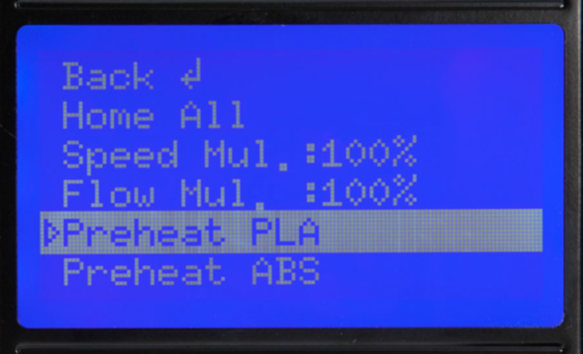 Back ↲
Home All
Speed Mul.:100%
Flow Mul. :100%
Preheat PLA
Preheat ABS